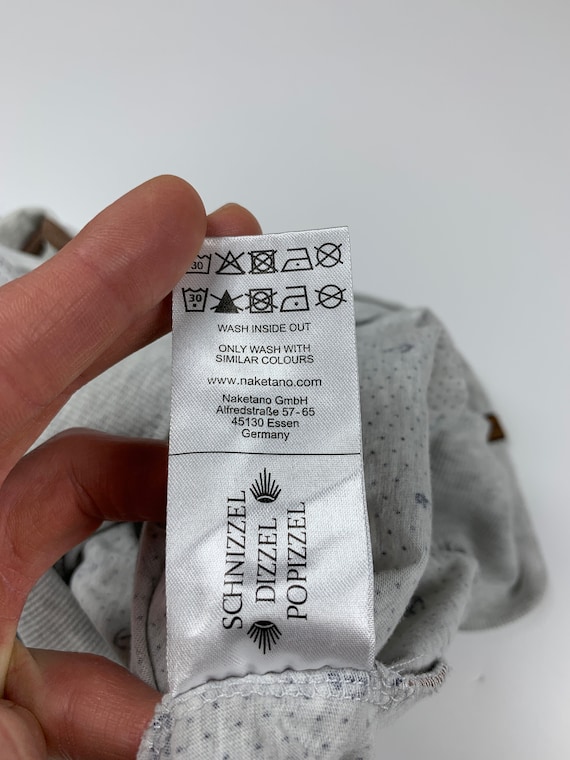 30
30
WASH INSIDE OUT
ONLY WASH WITH
SIMILAR COLOURS
www.naketano.com
Naketano GmbH
Alfredstraße 57-65
45130 Essen
Germany
SCHNIZZEL
DIZZEL
POPIZZEL